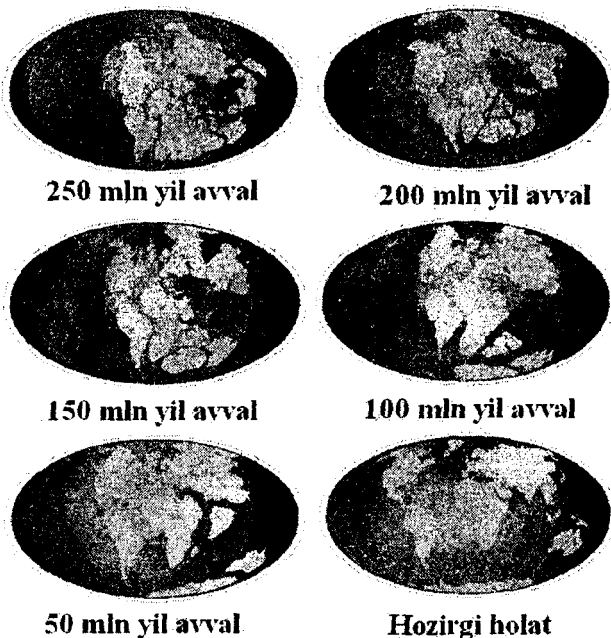 250 mln yil avval
200 mln yil avval
150 mln yil avval
100 mln yil avval
50 mln yil avval
Hozirgi holat